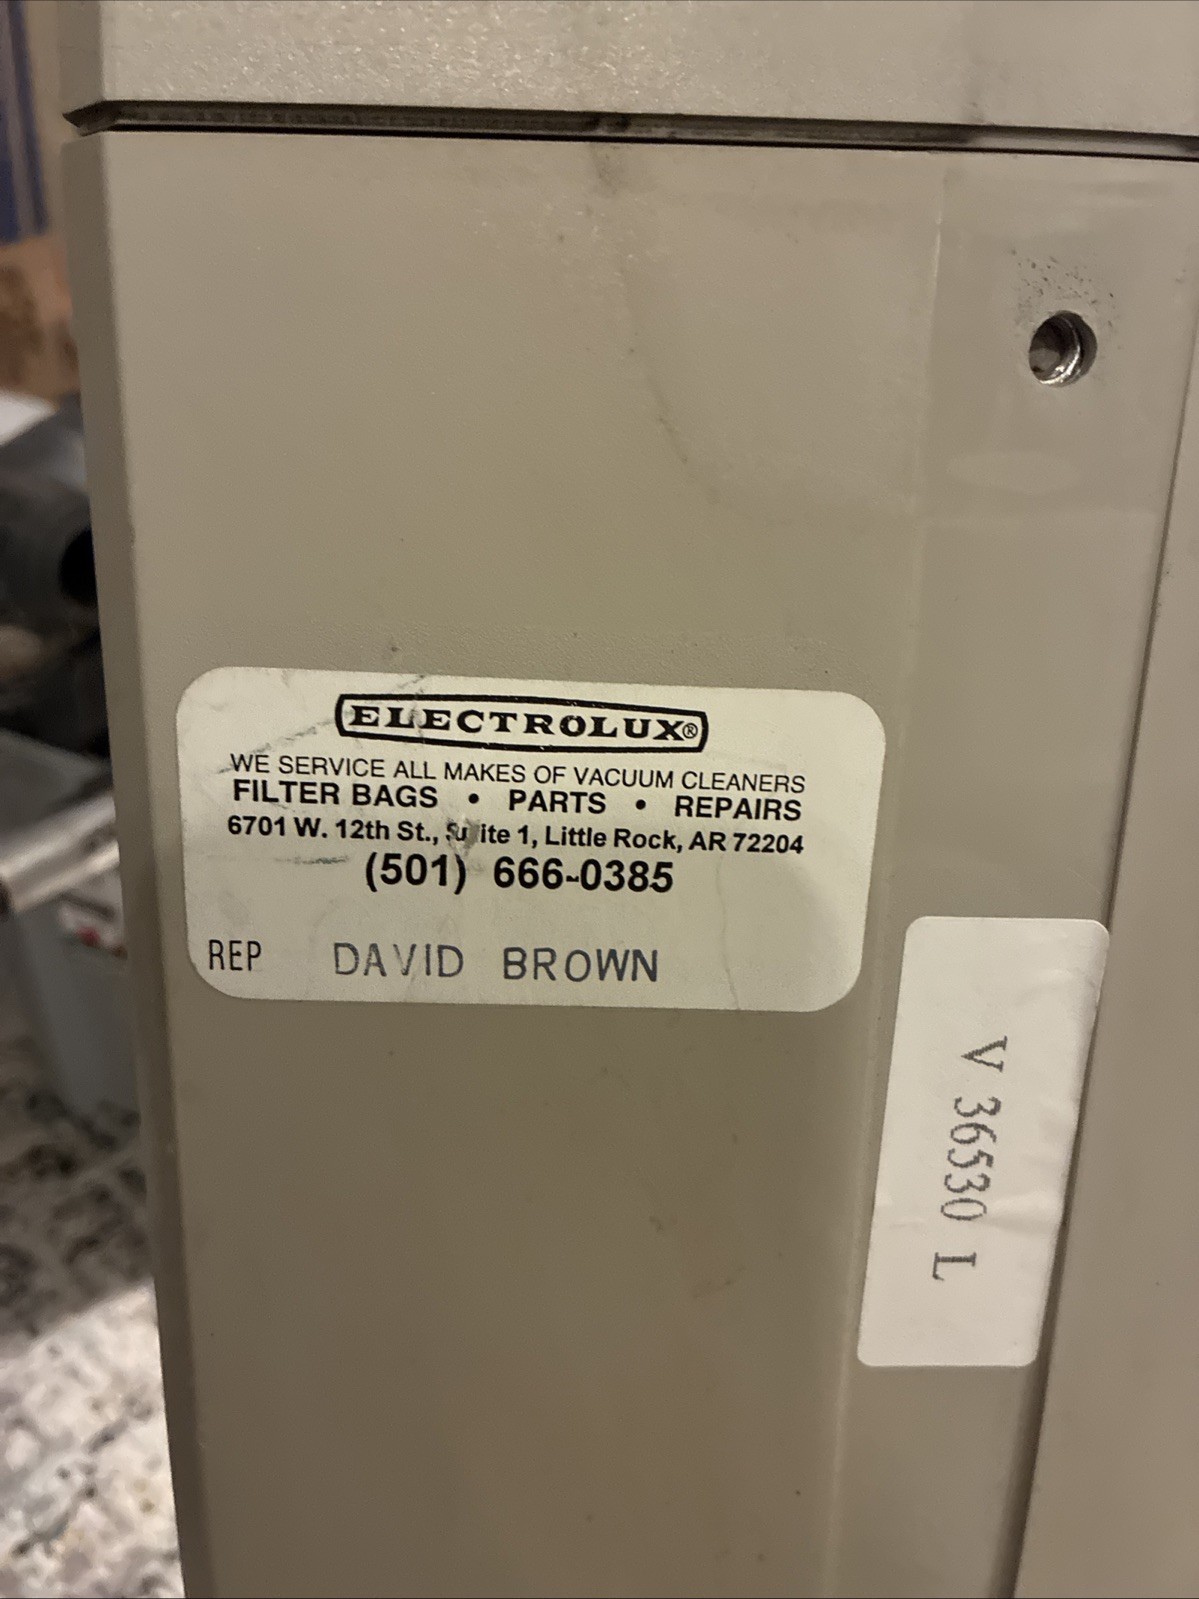 ELECTROLUX®
WE SERVICE ALL MAKES OF VACUUM CLEANERS
FILTER BAGS • PARTS • REPAIRS
6701 W. 12th St., Suite 1, Little Rock, AR 72204
(501) 666-0385
REP DAVID BROWN
V 36530 L